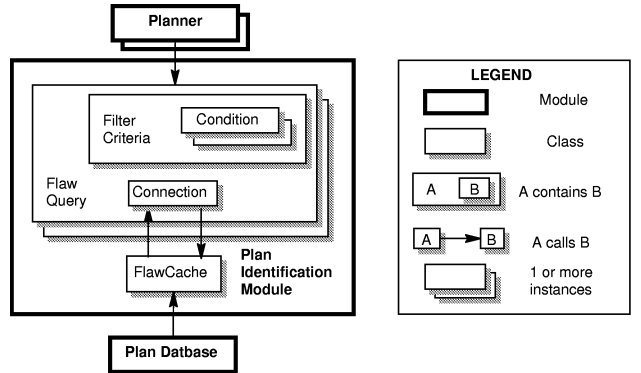 Planner
Filter
Criteria
Condition
Flaw
Query
Connection
FlawCache
Plan
Identification
Module
Plan Datbase
LEGEND
Module
Class
A
B
A contains B
A
B
A calls B
1 or more
instances